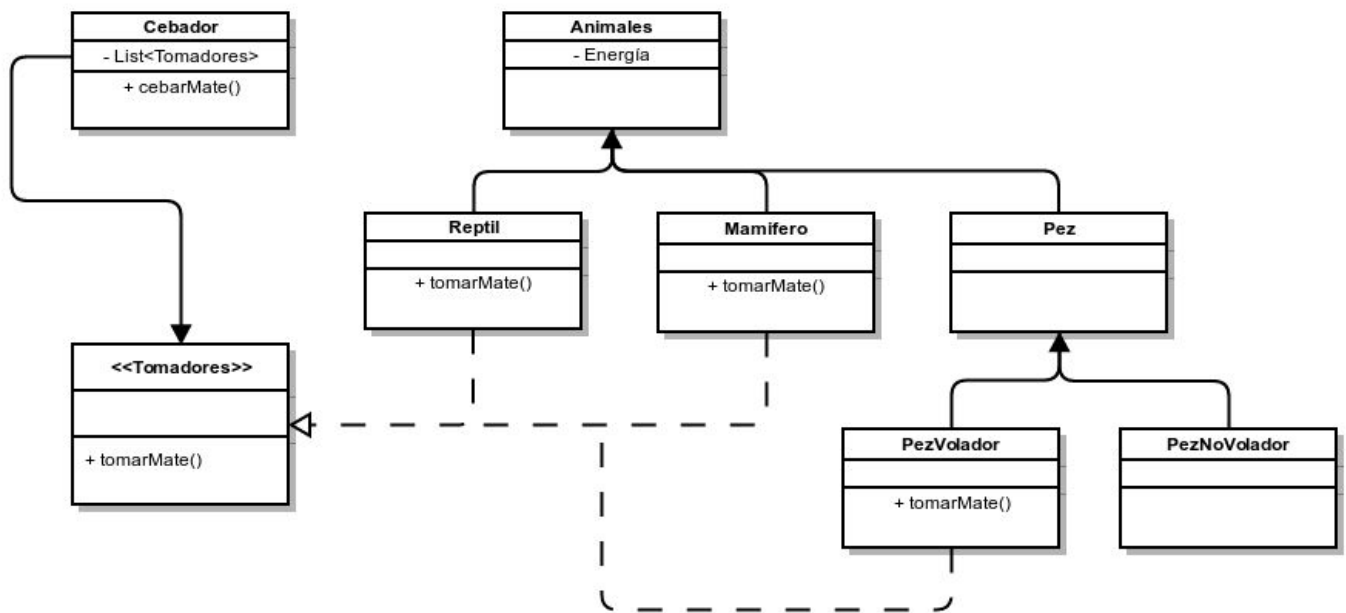 Cebador
- List<Tomadores>
+ cebarMate()
Animales
- Energía
Reptil
+ tomarMate()
Mamifero
+ tomarMate()
Pez
<<Tomadores>>
+ tomarMate()
PezVolador
+ tomarMate()
PezNoVolador